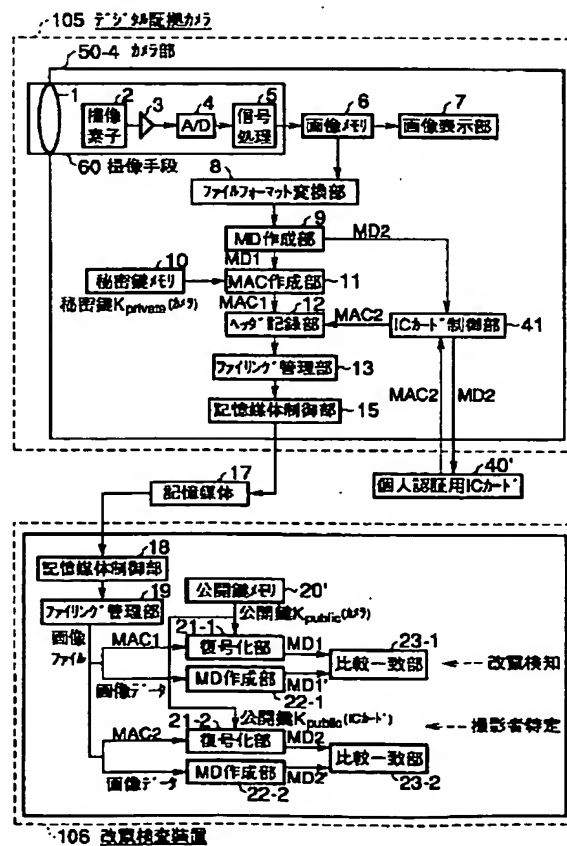 105 デジタル証拠カメラ
50-4 カメラ部
1
2
撮像
素子
3
4
A/D
5
信号
処理
6
画像メモリ
7
画像表示部
60 撮像手段
8
ファイルフォーマット変換部
9
MD作成部
MD2
MD1
10
秘密鍵メモリ
秘密鍵Kprivate(カメラ)
MAC作成部
11
MAC1
12
ヘッダ記録部
MAC2
ICカード制御部
41
ファイリング管理部
13
記憶媒体制御部
15
MAC2
MD2
17
記憶媒体
40'
個人認証用ICカード
18
記憶媒体制御部
19
ファイリング管理部
公開鍵メモリ
20'
公開鍵Kpublic(カメラ)
画像
ファイル
MAC1
21-1
復号化部
MD1
23-1
比較一致部
改竄検知
画像データ
MD作成部
MD1'
22-1
公開鍵Kpublic(ICカード)
撮影者特定
21-2
MAC2
復号化部
MD2
比較一致部
23-2
画像データ
MD作成部
MD2'
22-2
106 改竄検査装置